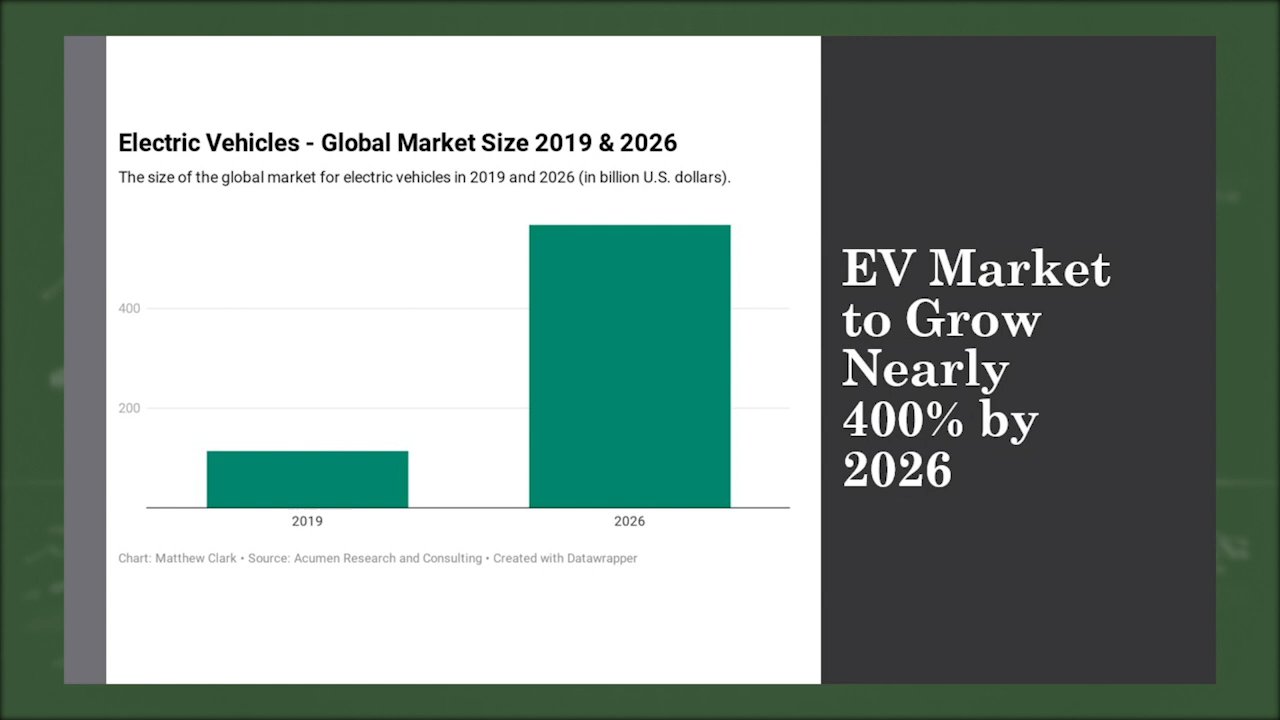 Electric Vehicles - Global Market Size 2019 & 2026
The size of the global market for electric vehicles in 2019 and 2026 (in billion U.S. dollars).
400
200
2019
2026
Chart: Matthew Clark • Source: Acumen Research and Consulting • Created with Datawrapper
EV Market
to Grow
Nearly
400% by
2026